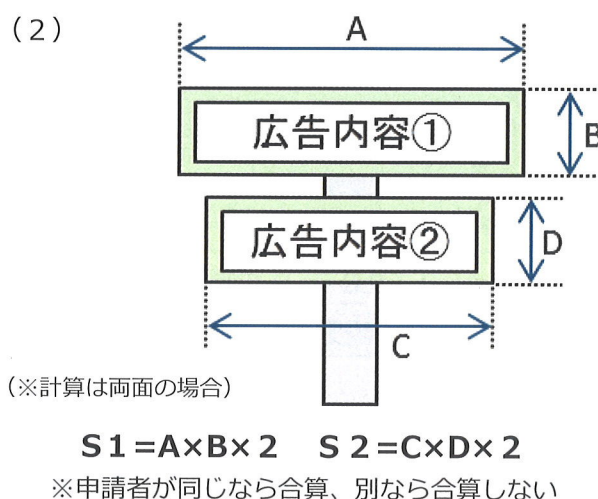 (2)
A
広告内容①
B
広告内容②
D
C
(※計算は両面の場合)
S1=A×B×2 S2=C×D×2
※申請者が同じなら合算、別なら合算しない